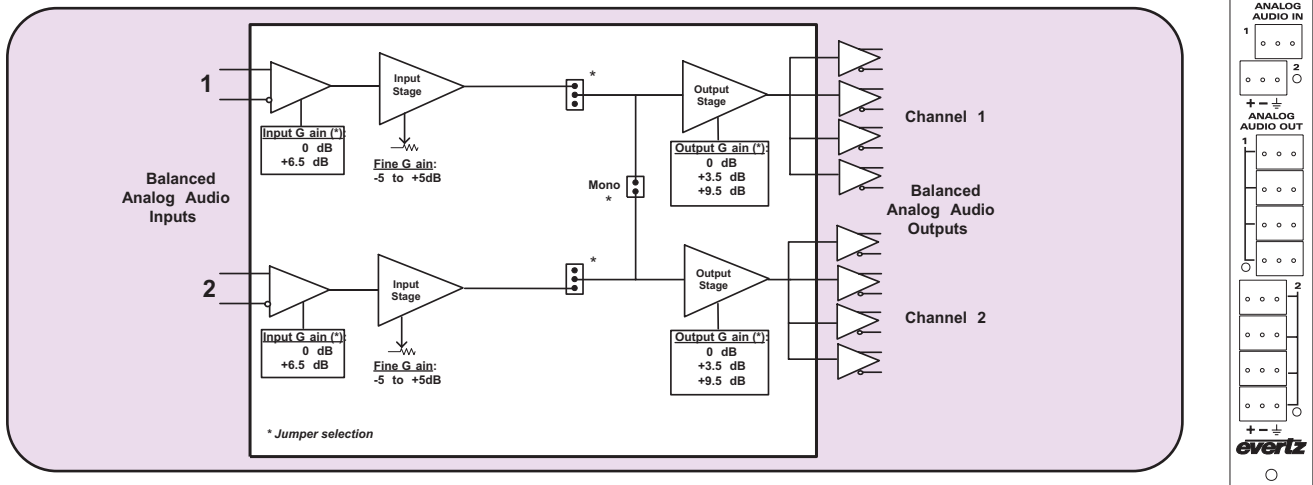 1
Input
Stage
*
Output
Stage
Input G ain (*):
0 dB
+6.5 dB
Fine G ain:
-5 to +5dB
Output G ain (*):
0 dB
+3.5 dB
+9.5 dB
Channel 1
Balanced
Analog Audio
Inputs
Mono
*
Balanced
Analog Audio
Outputs
2
Input
Stage
*
Output
Stage
Input G ain (*):
0 dB
+6.5 dB
Fine G ain:
-5 to +5dB
Output G ain (*):
0 dB
+3.5 dB
+9.5 dB
Channel 2
* Jumper selection
ANALOG
AUDIO IN
1
2
+ -
ANALOG
AUDIO OUT
1
2
+ -
evertz